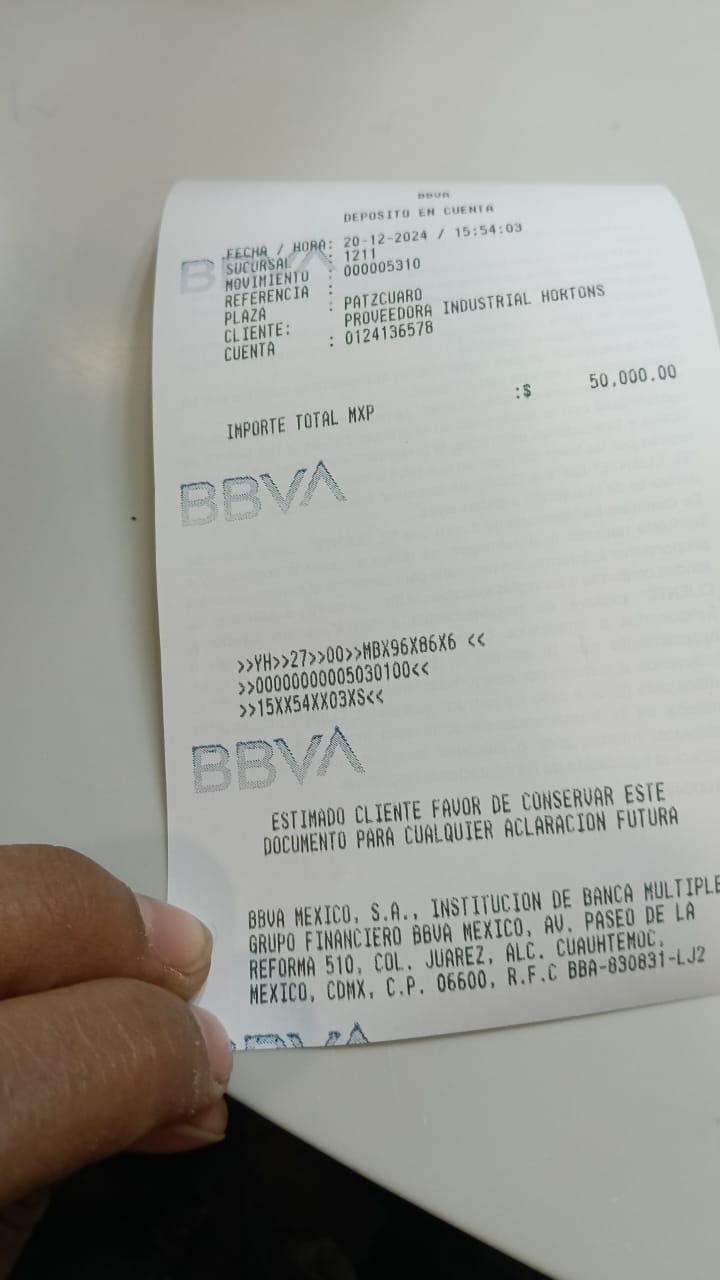 BBVA
DEPOSITO EN CUENTA
FECHA / HORA: 20-12-2024 / 15:54:03
SUCURSAL : 1211
MOVIMIENTO : 000005310
REFERENCIA :
PLAZA : PATZCUARO
CLIENTE: PROVEEDORA INDUSTRIAL HORTONS
CUENTA : 0124136578
IMPORTE TOTAL MXP :$ 50,000.00
BBVA
>>YH>>27>>00>>MBX96X86X6 <<
>>00000000005030100<<
>>15XX54XX03XS<<
BBVA
ESTIMADO CLIENTE FAVOR DE CONSERVAR ESTE
DOCUMENTO PARA CUALQUIER ACLARACION FUTURA
BBVA MEXICO, S.A., INSTITUCION DE BANCA MULTIPLE
GRUPO FINANCIERO BBVA MEXICO, AV. PASEO DE LA
REFORMA 510, COL. JUAREZ, ALC. CUAUHTEMOC,
MEXICO, CDMX, C.P. 06600, R.F.C BBA-830831-LJ2
BBVA